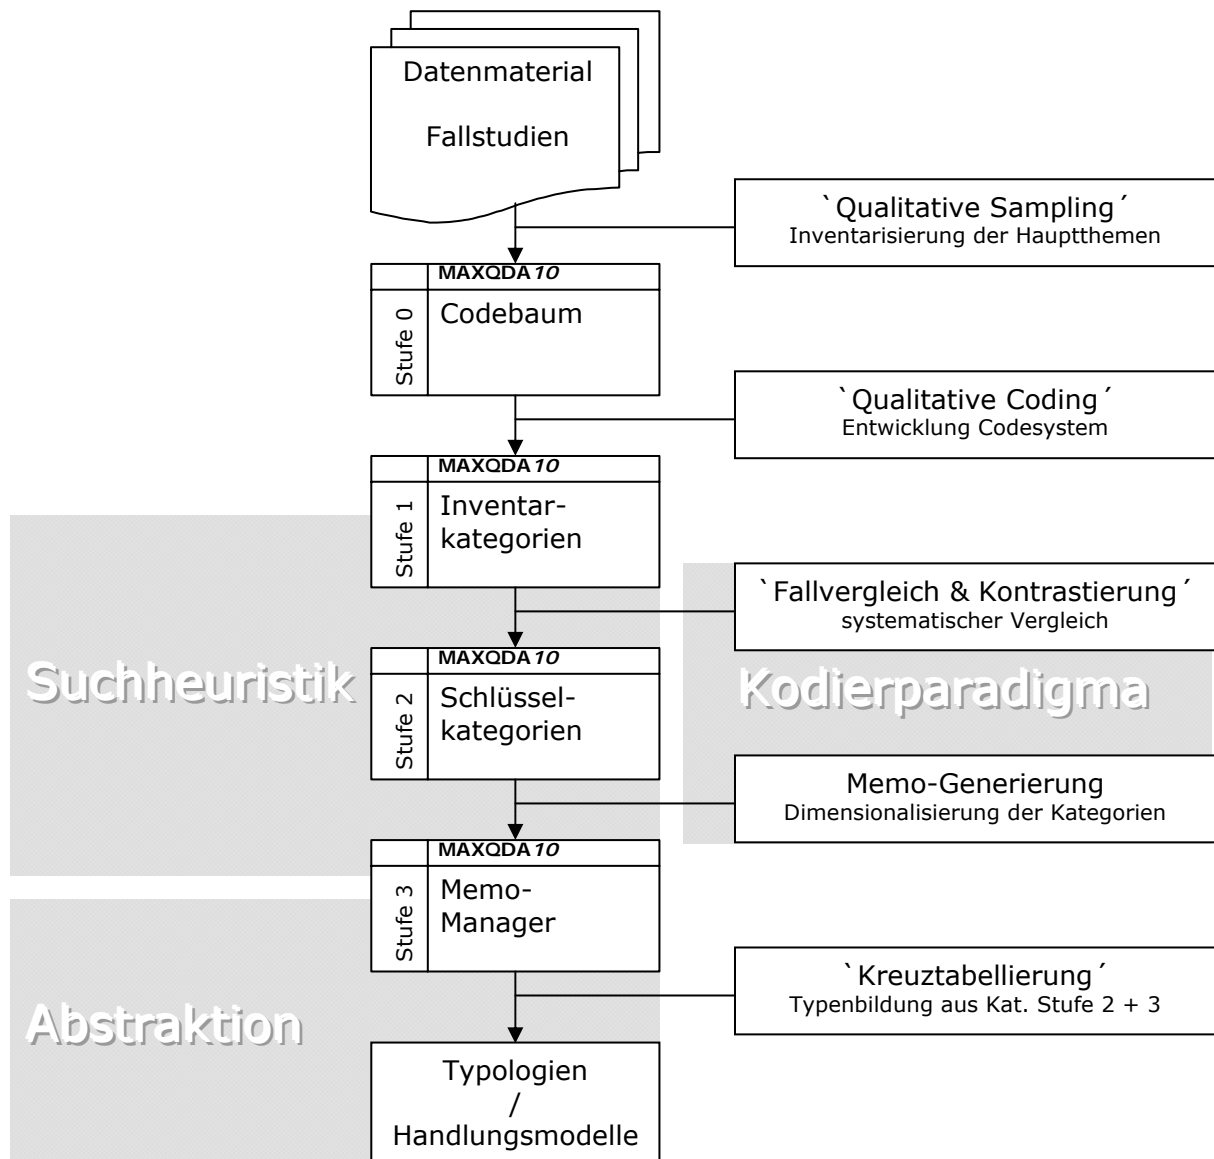 Datenmaterial
Fallstudien
`Qualitative Sampling´
Inventarisierung der Hauptthemen
MAXQDA10
Stufe 0
Codebaum
`Qualitative Coding´
Entwicklung Codesystem
MAXQDA10
Stufe 1
Inventar-
kategorien
`Fallvergleich & Kontrastierung´
systematischer Vergleich
Suchheuristik
MAXQDA10
Stufe 2
Schlüssel-
kategorien
Kodierparadigma
Memo-Generierung
Dimensionalisierung der Kategorien
MAXQDA10
Stufe 3
Memo-
Manager
`Kreuztabellierung´
Typenbildung aus Kat. Stufe 2 + 3
Abstraktion
Typologien
/
Handlungsmodelle